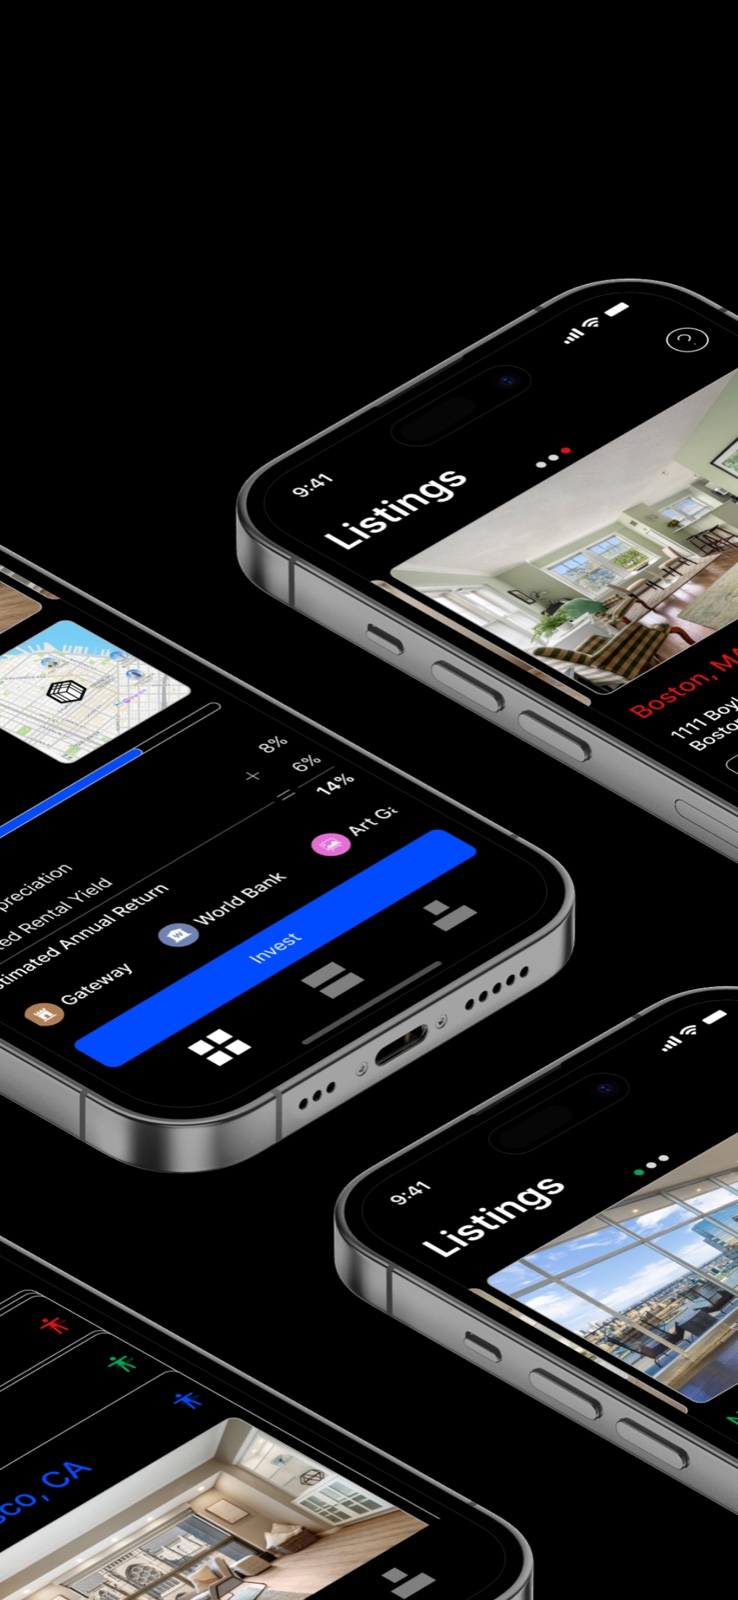 9:41
Listings
Boston, MA
1111 Boyl
Boston
8%
+ 6%
= 14%
preciation
ed Rental Yield
stimated Annual Return
Gateway
World Bank
Art Ga
Invest
9:41
Listings
sco, CA